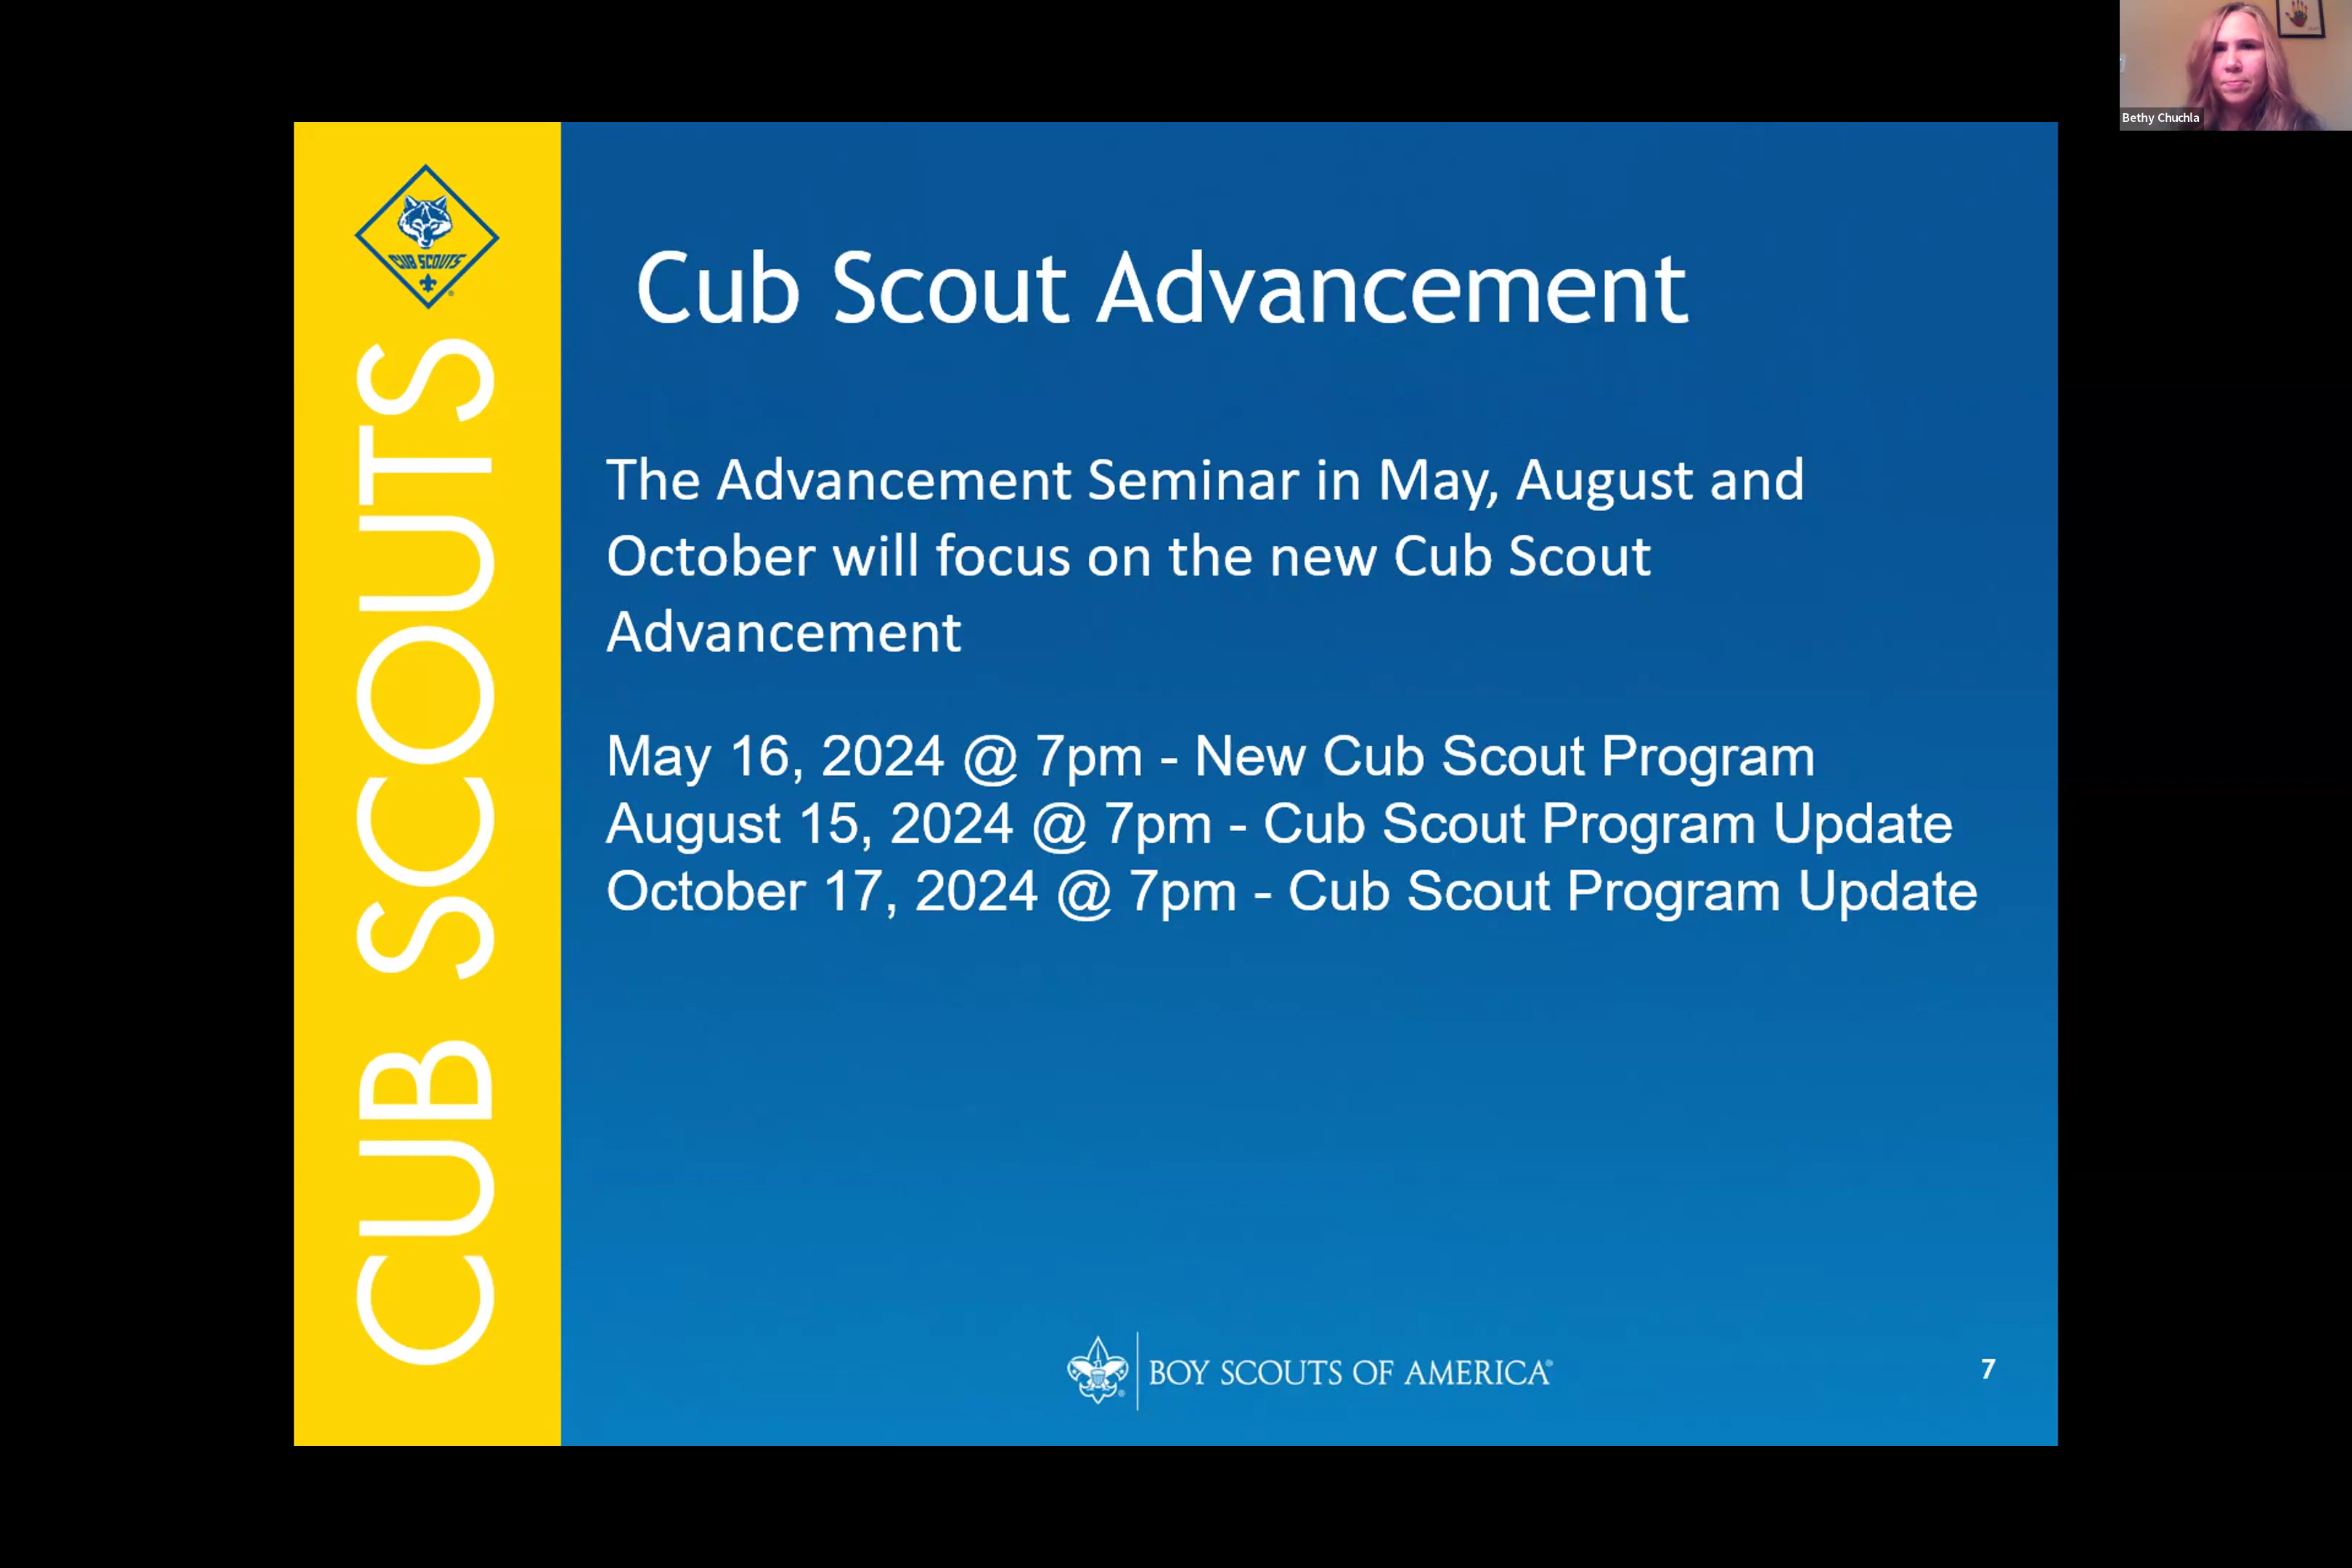 Bethy Chuchla
CUB SCOUTS
CUB SCOUTS
Cub Scout Advancement
The Advancement Seminar in May, August and
October will focus on the new Cub Scout
Advancement
May 16, 2024 @ 7pm - New Cub Scout Program
August 15, 2024 @ 7pm - Cub Scout Program Update
October 17, 2024 @ 7pm - Cub Scout Program Update
BOY SCOUTS OF AMERICA®
7